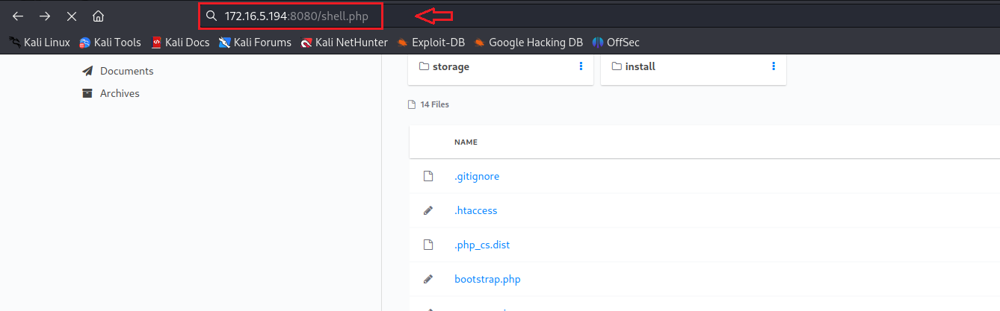 172.16.5.194:8080/shell.php
Kali Linux Kali Tools Kali Docs Kali Forums Kali NetHunter Exploit-DB Google Hacking DB OffSec
Documents
Archives
storage
install
14 Files
NAME
.gitignore
.htaccess
.php_cs.dist
bootstrap.php